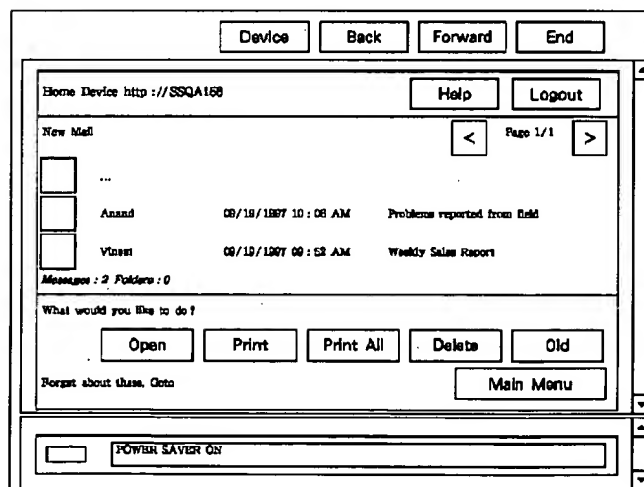 Device Back Forward End
Home Device http://SSQA158 Help Logout
New Mail < Page 1/1 >
...
Anand 09/19/1997 10:06 AM Problems reported from field
Vineet 09/19/1997 09:52 AM Weekly Sales Report
Messages : 2 Folders : 0
What would you like to do ?
Open Print Print All Delete Old
Forget about these, Goto Main Menu
POWER SAVER ON